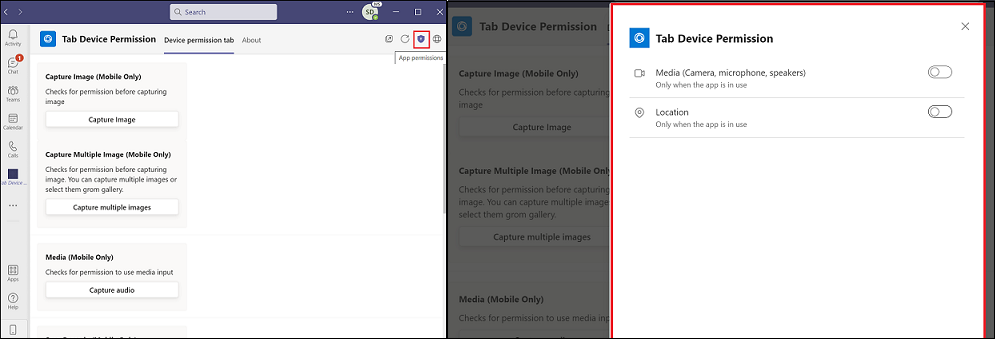 Search
SD
Tab Device Permission Device permission tab About
App permissions
Activity
Chat
1
Teams
Calendar
Calls
Apps
Help
Capture Image (Mobile Only)
Checks for permission before capturing
image
Capture Image
Capture Multiple Image (Mobile Only)
Checks for permission before capturing
image. You can capture multiple images or
select them grom gallery.
Capture multiple images
Media (Mobile Only)
Checks for permission to use media input
Capture audio
Tab Device Permission
Capture Image (Mobile Only)
Checks for permission before capturing
image
Capture Image
Capture Multiple Image (Mobile Only)
Checks for permission before capturing
image. You can capture multiple images or
select them grom gallery.
Capture multiple images
Media (Mobile Only)
Checks for permission to use media input
Tab Device Permission
Media (Camera, microphone, speakers)
Only when the app is in use
Location
Only when the app is in use